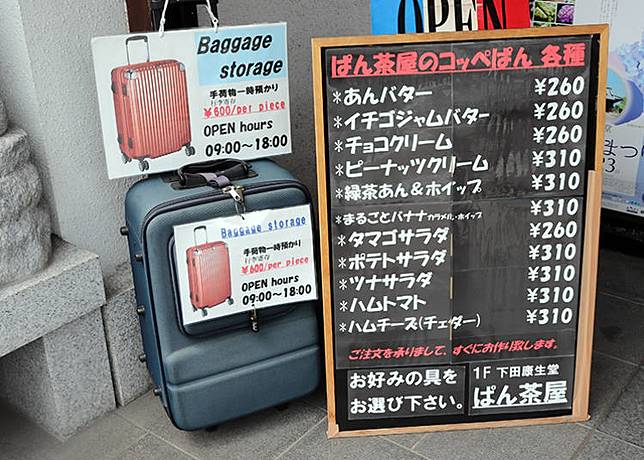 Baggage
storage
手荷物一時預かり
行李寄存
¥600/per piece
OPEN hours
09:00～18:00
Baggage storage
手荷物一時預かり
行李寄存
¥600/per piece
OPEN hours
09:00～18:00
OPEN
ぱん茶屋のコッペぱん 各種
*あんバター ¥260
*イチゴジャムバター ¥260
*チョコクリーム ¥260
*ピーナッツクリーム ¥310
*緑茶あん＆ホイップ ¥310
*まるごとバナナ カラメル・ホイップ ¥310
*タマゴサラダ ¥260
*ポテトサラダ ¥310
*ツナサラダ ¥310
*ハムトマト ¥310
*ハムチーズ(チェダー) ¥310
ご注文を承りまして、すぐにお作り致します。
お好みの具を
お選び下さい。
1F 下田康生堂
ぱん茶屋